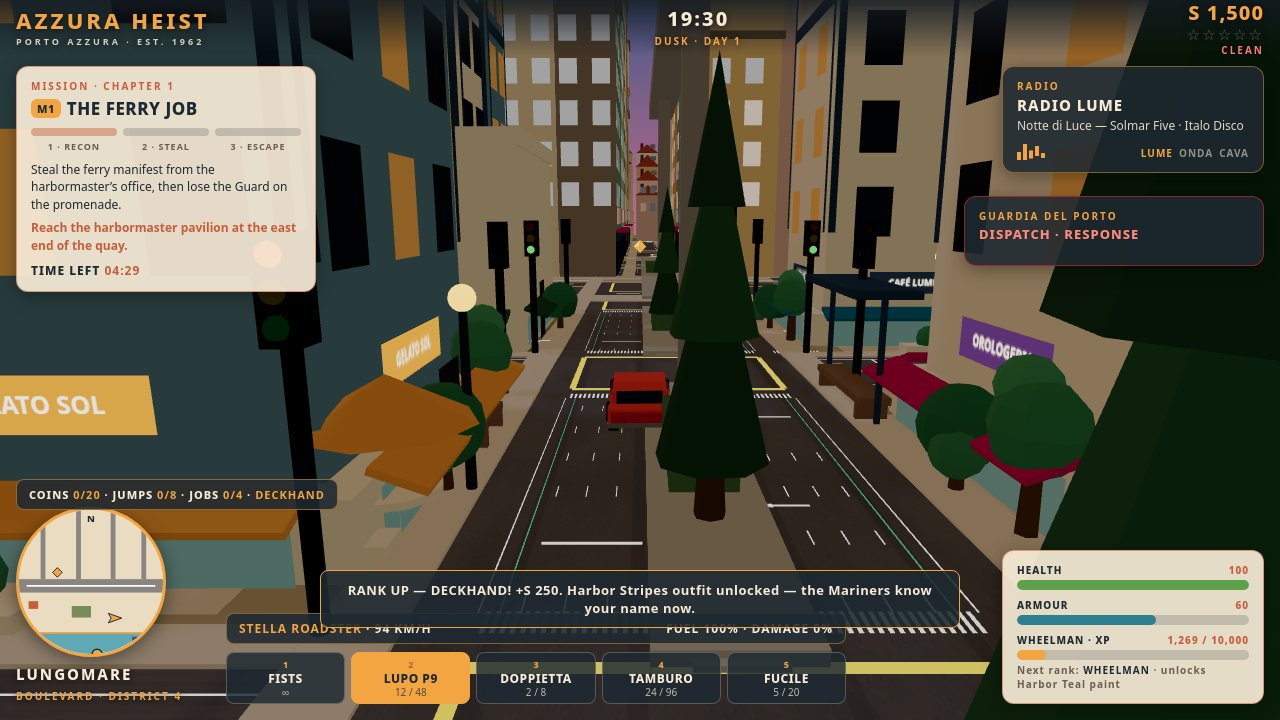 AZZURA HEIST
PORTO AZZURA · EST. 1962
19:30
DUSK · DAY 1
S 1,500
☆☆☆☆☆
CLEAN
MISSION · CHAPTER 1
M1 THE FERRY JOB
1 · RECON
2 · STEAL
3 · ESCAPE
Steal the ferry manifest from the
harbormaster's office, then lose the Guard on
the promenade.
Reach the harbormaster pavilion at the east
end of the quay.
TIME LEFT 04:29
RADIO
RADIO LUME
Notte di Luce — Solmar Five · Italo Disco
LUME ONDA CAVA
GUARDIA DEL PORTO
DISPATCH · RESPONSE
CAFÉ LUM
GELATO SOL
OROLOGER
ATO SOL
COINS 0/20 · JUMPS 0/8 · JOBS 0/4 · DECKHAND
N
LUNGOMARE
BOULEVARD · DISTRICT 4
RANK UP — DECKHAND! +S 250. Harbor Stripes outfit unlocked — the Mariners know
your name now.
STELLA ROADSTER · 94 KM/H
FUEL 100% · DAMAGE 0%
1
FISTS
∞
2
LUPO P9
12 / 48
3
DOPPIETTA
2 / 8
4
TAMBURO
24 / 96
5
FUCILE
5 / 20
HEALTH 100
ARMOUR 60
WHEELMAN · XP 1,269 / 10,000
Next rank: WHEELMAN · unlocks
Harbor Teal paint